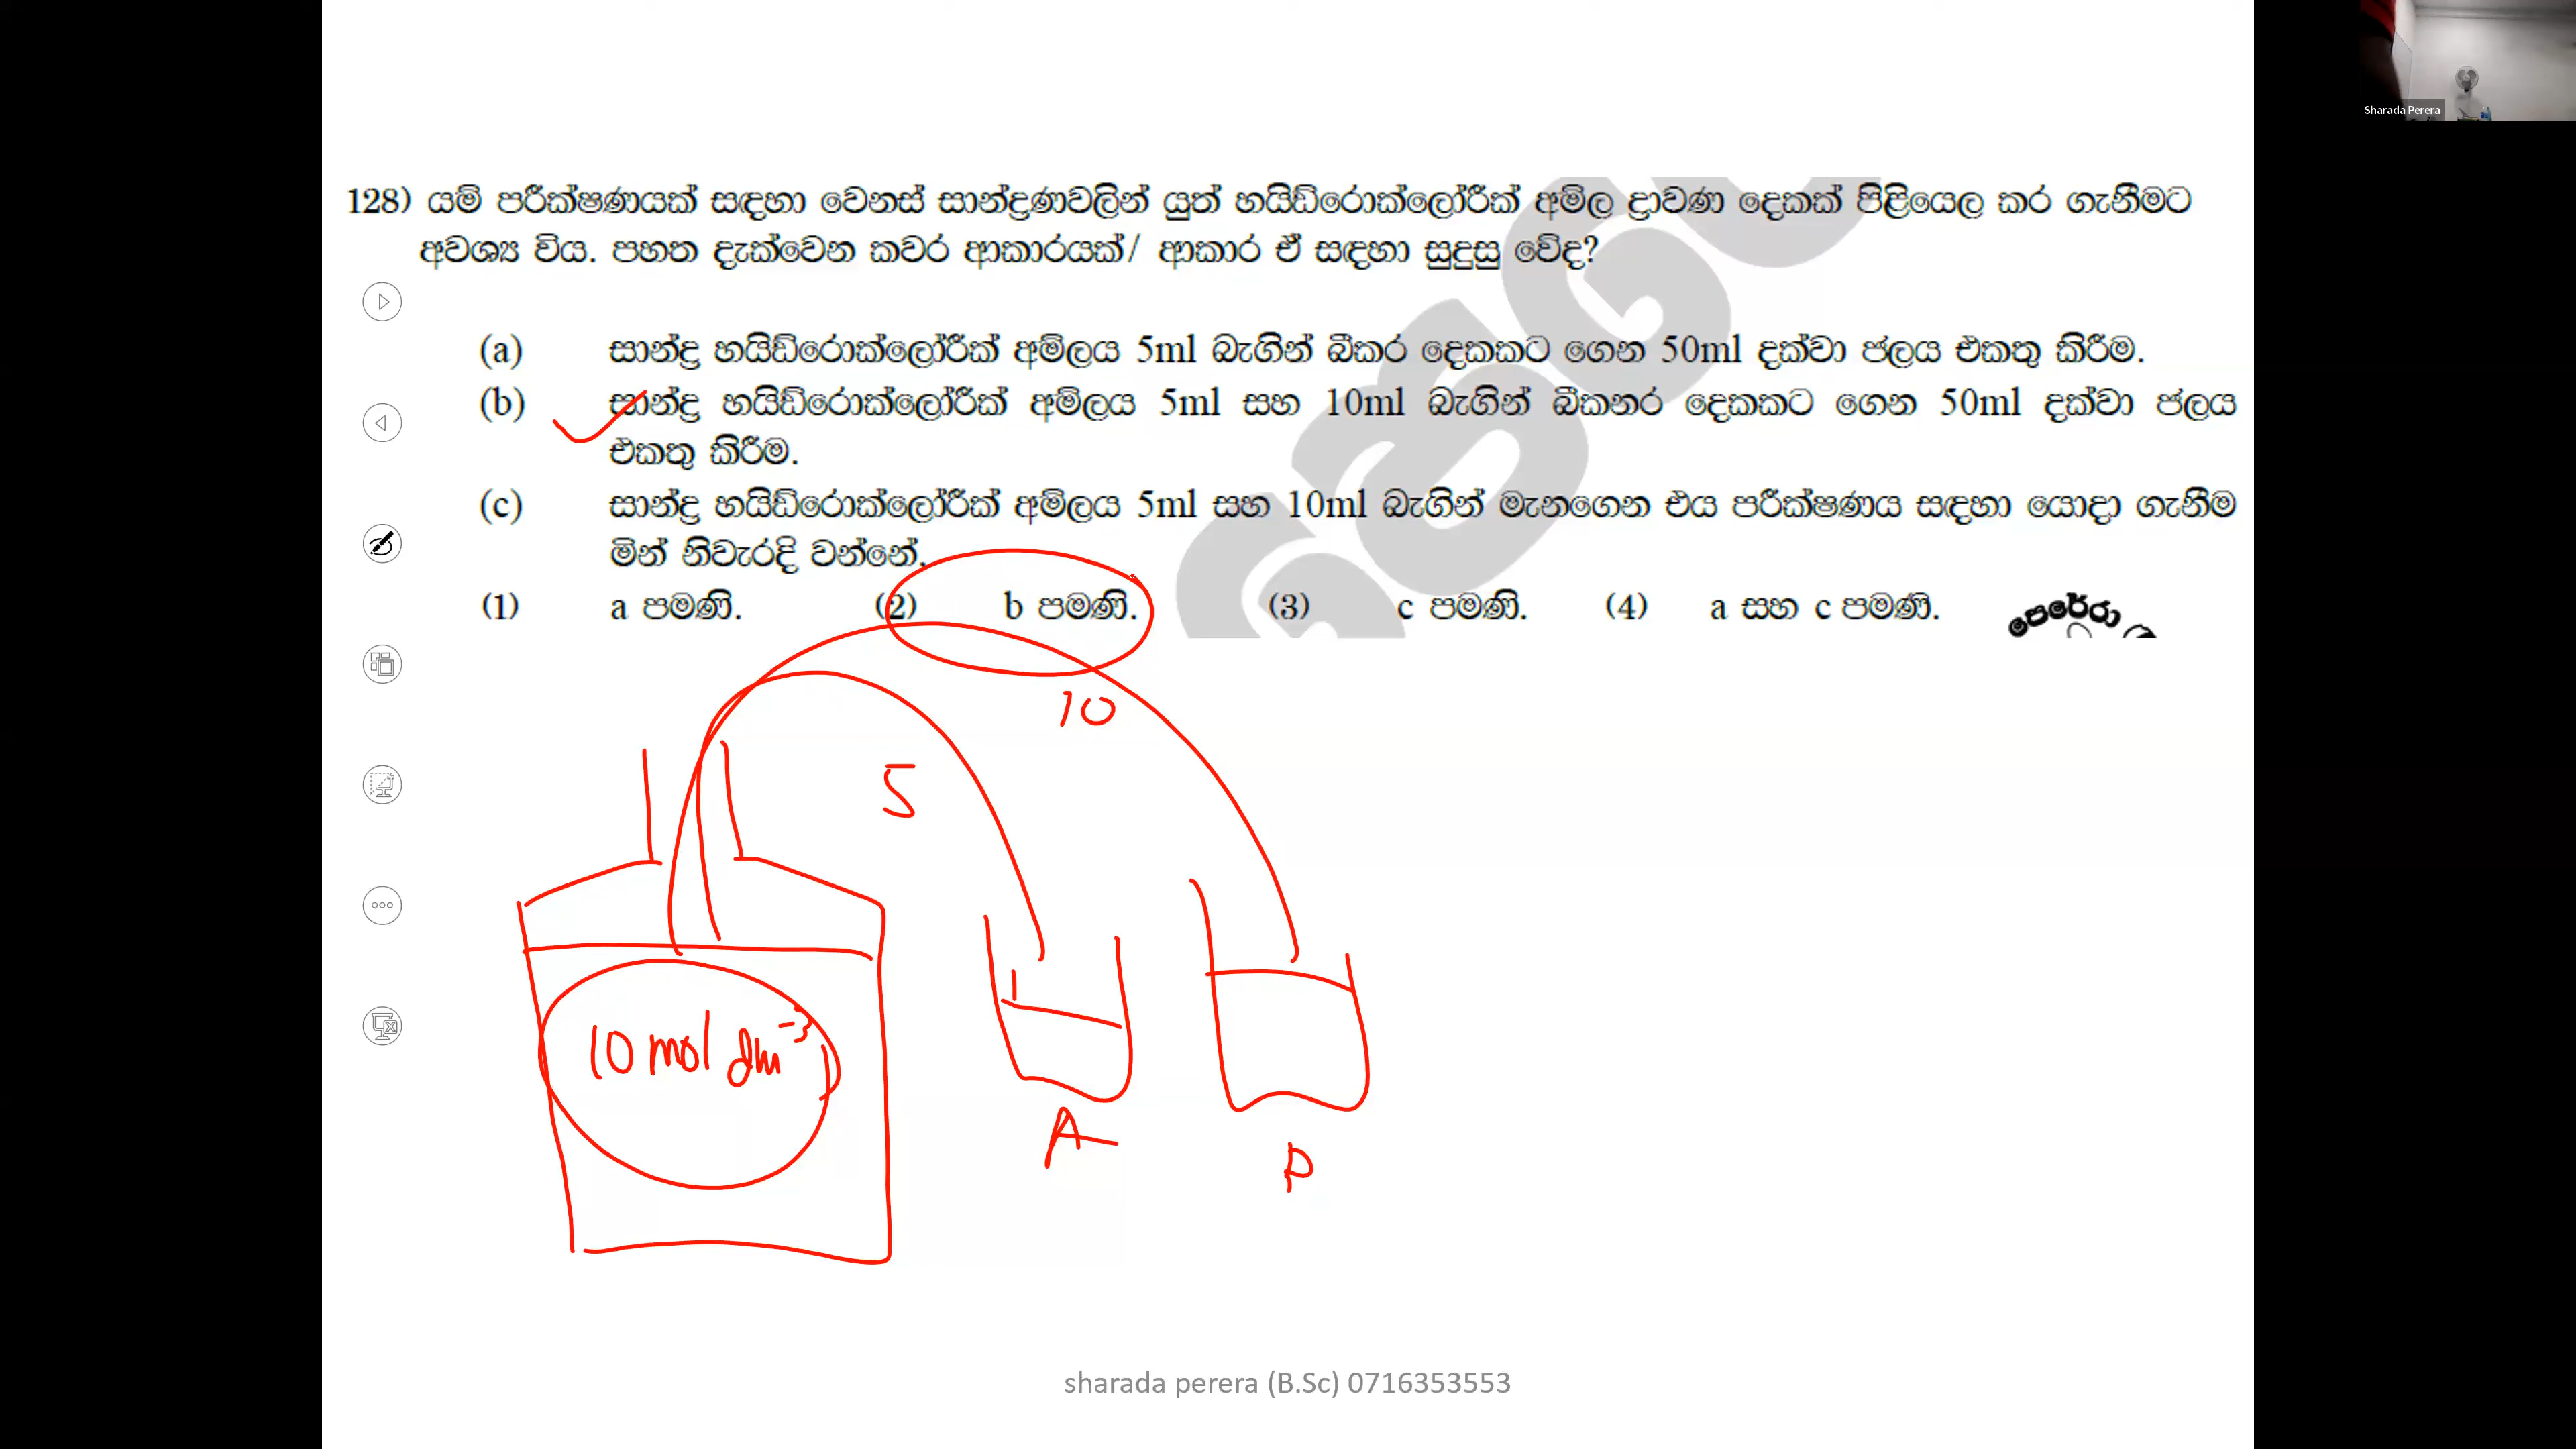 Sharada Perera
128) යම් පරීක්ෂණයක් සඳහා වෙනස් සාන්ද්‍රණවලින් යුත් හයිඩ්රොක්ලෝරික් අම්ල ද්‍රාවණ දෙකක් පිළියෙල කර ගැනීමට
අවශ්‍ය විය. පහත දැක්වෙන කවර ආකාරයක්/ ආකාර ඒ සඳහා සුදුසු වේද?
(a) සාන්ද්‍ර හයිඩ්රොක්ලෝරික් අම්ලය 5ml බැගින් බීකර දෙකකට ගෙන 50ml දක්වා ජලය එකතු කිරීම.
(b) සාන්ද්‍ර හයිඩ්රොක්ලෝරික් අම්ලය 5ml සහ 10ml බැගින් බීකනර දෙකකට ගෙන 50ml දක්වා ජලය
එකතු කිරීම.
(c) සාන්ද්‍ර හයිඩ්රොක්ලෝරික් අම්ලය 5ml සහ 10ml බැගින් මැනගෙන එය පරීක්ෂණය සඳහා යොදා ගැනීම
මින් නිවැරදි වන්නේ,
(1) a පමණි. (2) b පමණි. (3) c පමණි. (4) a සහ c පමණි.
පෙරේරා
10
5
10 mol dm⁻³
A
sharada perera (B.Sc) 0716353553